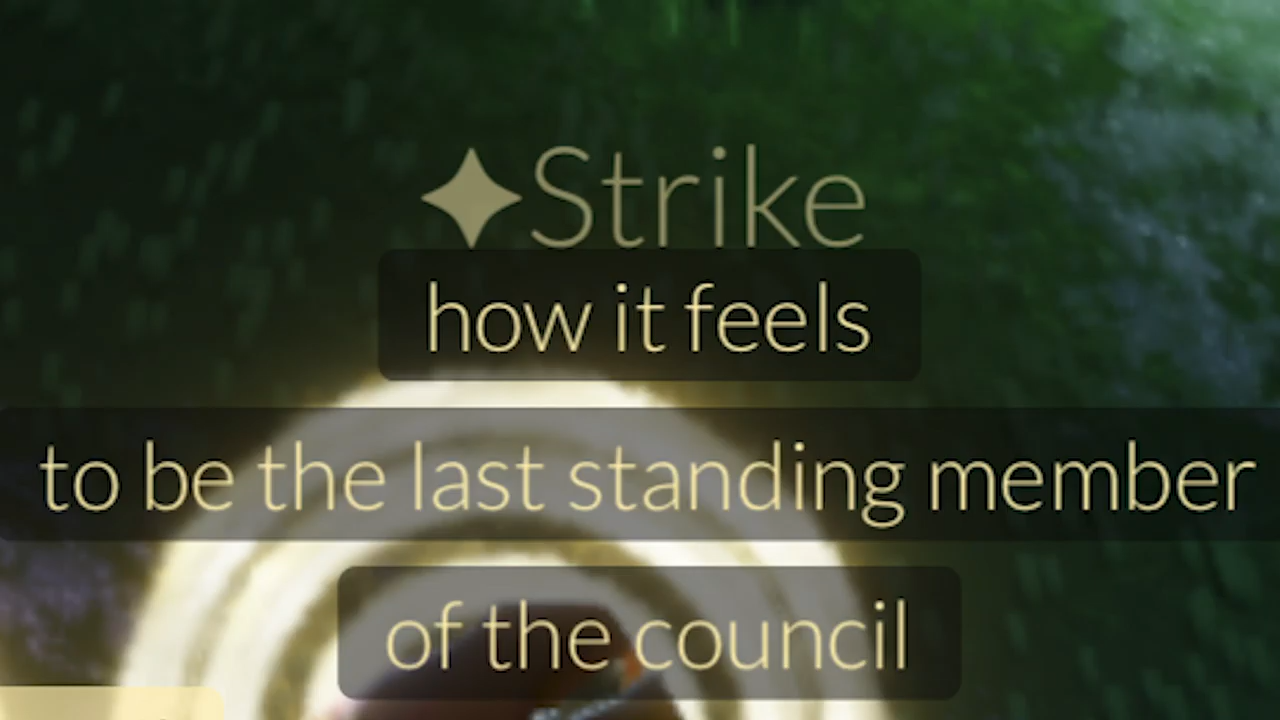 ✦Strike
how it feels
to be the last standing member
of the council